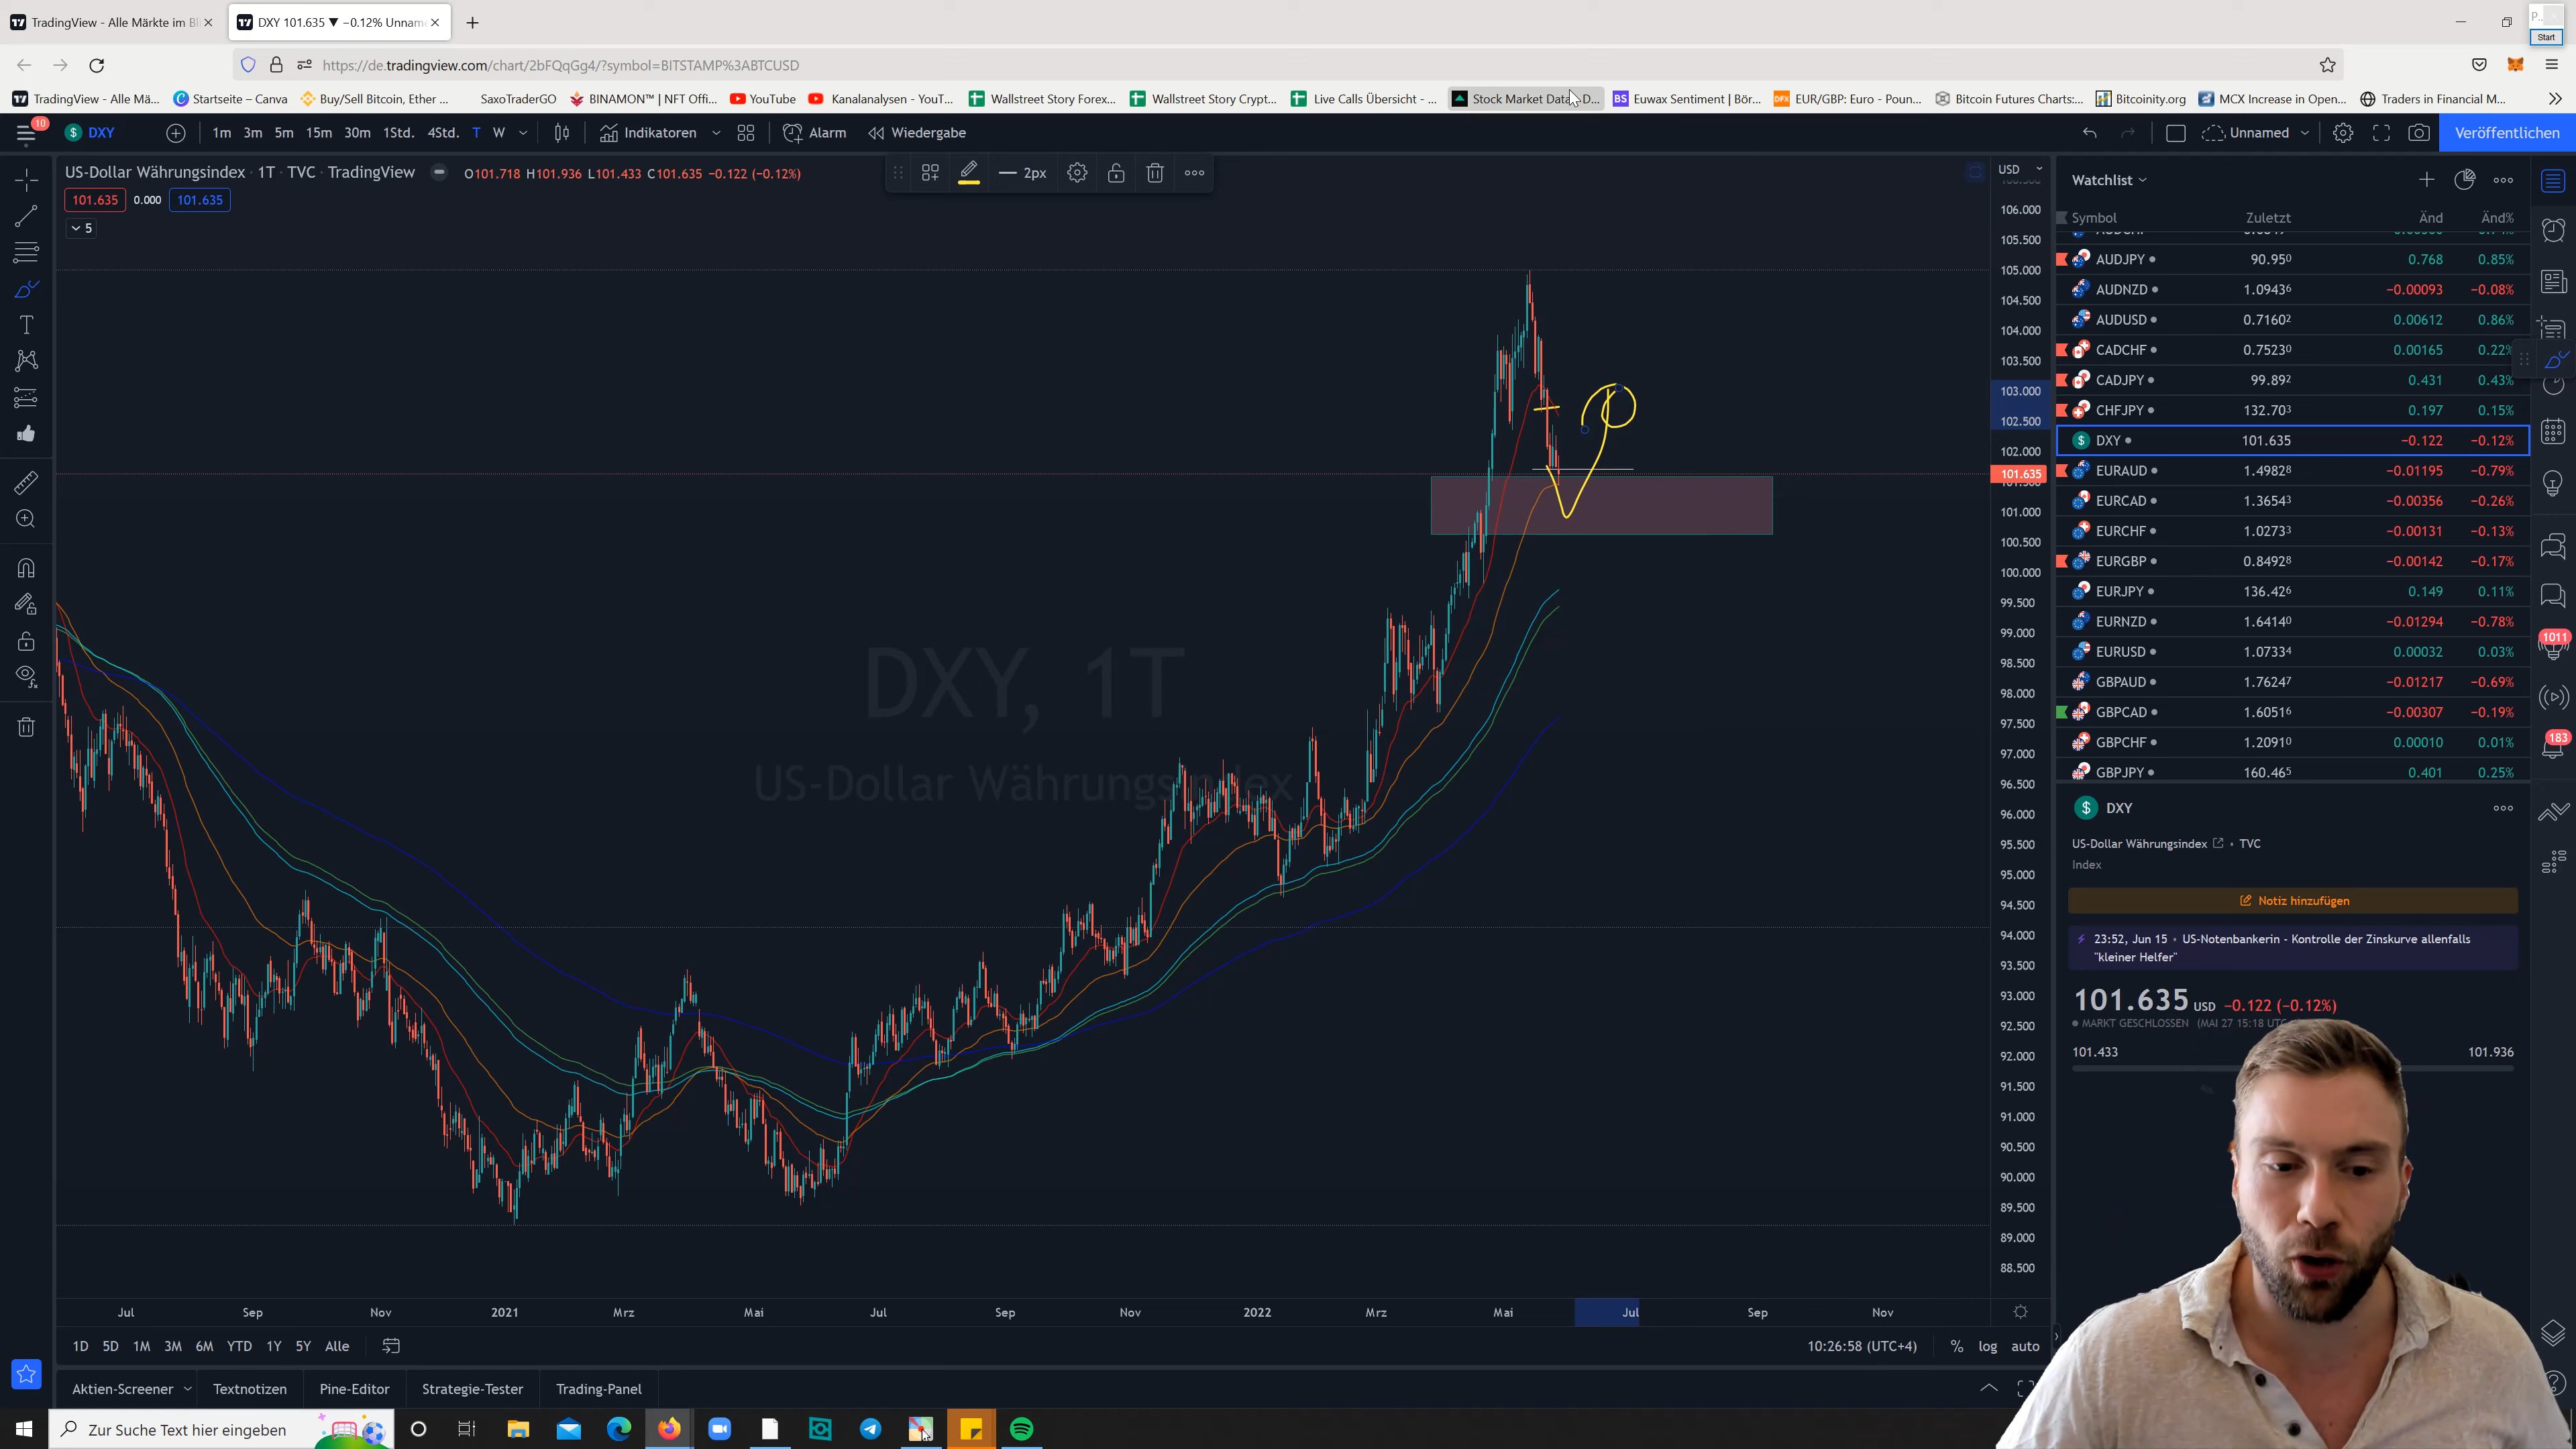 TradingView - Alle Märkte im Bl
DXY 101.635 ▼ −0.12% Unnam
P...
Start
https://de.tradingview.com/chart/2bFQqGg4/?symbol=BITSTAMP%3ABTCUSD
TradingView - Alle Mä... Startseite – Canva Buy/Sell Bitcoin, Ether ... SaxoTraderGO BINAMON™ | NFT Offi... YouTube Kanalanalysen - YouT... Wallstreet Story Forex... Wallstreet Story Crypt... Live Calls Übersicht - ... Stock Market Data - D... Euwax Sentiment | Bör... EUR/GBP: Euro - Poun... Bitcoin Futures Charts:... Bitcoinity.org MCX Increase in Open... Traders in Financial M...
10 DXY 1m 3m 5m 15m 30m 1Std. 4Std. T W Indikatoren Alarm Wiedergabe Unnamed Veröffentlichen
US-Dollar Währungsindex · 1T · TVC · TradingView O101.718 H101.936 L101.433 C101.635 −0.122 (−0.12%)
101.635 0.000 101.635
5
2px
USD
106.000
105.500
105.000
104.500
104.000
103.500
103.000
102.500
102.000
101.635
101.000
100.500
100.000
99.500
99.000
98.500
98.000
97.500
97.000
96.500
96.000
95.500
95.000
94.500
94.000
93.500
93.000
92.500
92.000
91.500
91.000
90.500
90.000
89.500
89.000
88.500
DXY, 1T
US-Dollar Währungsindex
Jul Sep Nov 2021 Mrz Mai Jul Sep Nov 2022 Mrz Mai Jul Sep Nov
1D 5D 1M 3M 6M YTD 1Y 5Y Alle 10:26:58 (UTC+4) % log auto
Aktien-Screener Textnotizen Pine-Editor Strategie-Tester Trading-Panel
Watchlist
Symbol Zuletzt Änd Änd%
AUDJPY 90.950 0.768 0.85%
AUDNZD 1.09436 −0.00093 −0.08%
AUDUSD 0.71602 0.00612 0.86%
CADCHF 0.75230 0.00165 0.22%
CADJPY 99.892 0.431 0.43%
CHFJPY 132.703 0.197 0.15%
DXY 101.635 −0.122 −0.12%
EURAUD 1.49828 −0.01195 −0.79%
EURCAD 1.36543 −0.00356 −0.26%
EURCHF 1.02733 −0.00131 −0.13%
EURGBP 0.84928 −0.00142 −0.17%
EURJPY 136.426 0.149 0.11%
EURNZD 1.64140 −0.01294 −0.78%
EURUSD 1.07334 0.00032 0.03%
GBPAUD 1.76247 −0.01217 −0.69%
GBPCAD 1.60516 −0.00307 −0.19%
GBPCHF 1.20910 0.00010 0.01%
GBPJPY 160.465 0.401 0.25%
1011
183
DXY
US-Dollar Währungsindex • TVC
Index
Notiz hinzufügen
23:52, Jun 15 • US-Notenbankerin - Kontrolle der Zinskurve allenfalls
"kleiner Helfer"
101.635 USD −0.122 (−0.12%)
MARKT GESCHLOSSEN (MAI 27 15:18 UTC
101.433 101.936
Zur Suche Text hier eingeben